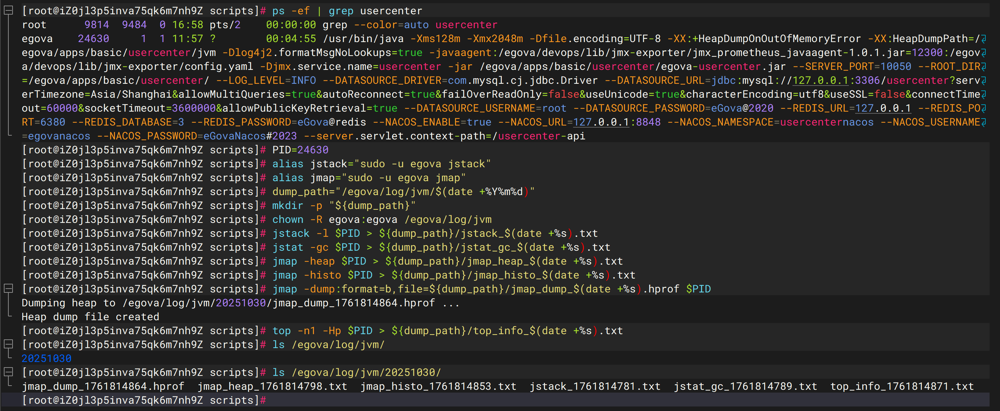 [root@iZ0jl3p5inva75qk6m7nh9Z scripts]# ps -ef | grep usercenter
root      9814  9484  0 16:58 pts/2    00:00:00 grep --color=auto usercenter
egova    24630     1  1 11:57 ?        00:04:55 /usr/bin/java -Xms128m -Xmx2048m -Dfile.encoding=UTF-8 -XX:+HeapDumpOnOutOfMemoryError -XX:HeapDumpPath=/
egova/apps/basic/usercenter/jvm -Dlog4j2.formatMsgNoLookups=true -javaagent:/egova/devops/lib/jmx-exporter/jmx_prometheus_javaagent-1.0.1.jar=12300:/egov
a/devops/lib/jmx-exporter/config.yaml -Djmx.service.name=usercenter -jar /egova/apps/basic/usercenter/egova-usercenter.jar --SERVER_PORT=10050 --ROOT_DIR
=/egova/apps/basic/usercenter/ --LOG_LEVEL=INFO --DATASOURCE_DRIVER=com.mysql.cj.jdbc.Driver --DATASOURCE_URL=jdbc:mysql://127.0.0.1:3306/usercenter?serv
erTimezone=Asia/Shanghai&allowMultiQueries=true&autoReconnect=true&failOverReadOnly=false&useUnicode=true&characterEncoding=utf8&useSSL=false&connectTime
out=60000&socketTimeout=3600000&allowPublicKeyRetrieval=true --DATASOURCE_USERNAME=root --DATASOURCE_PASSWORD=eGova@2020 --REDIS_URL=127.0.0.1 --REDIS_PO
RT=6380 --REDIS_DATABASE=3 --REDIS_PASSWORD=eGova@redis --NACOS_ENABLE=true --NACOS_URL=127.0.0.1:8848 --NACOS_NAMESPACE=usercenternacos --NACOS_USERNAME
=egovanacos --NACOS_PASSWORD=eGovaNacos#2023 --server.servlet.context-path=/usercenter-api
[root@iZ0jl3p5inva75qk6m7nh9Z scripts]# PID=24630
[root@iZ0jl3p5inva75qk6m7nh9Z scripts]# alias jstack="sudo -u egova jstack"
[root@iZ0jl3p5inva75qk6m7nh9Z scripts]# alias jmap="sudo -u egova jmap"
[root@iZ0jl3p5inva75qk6m7nh9Z scripts]# dump_path="/egova/log/jvm/$(date +%Y%m%d)"
[root@iZ0jl3p5inva75qk6m7nh9Z scripts]# mkdir -p "${dump_path}"
[root@iZ0jl3p5inva75qk6m7nh9Z scripts]# chown -R egova:egova /egova/log/jvm
[root@iZ0jl3p5inva75qk6m7nh9Z scripts]# jstack -l $PID > ${dump_path}/jstack_$(date +%s).txt
[root@iZ0jl3p5inva75qk6m7nh9Z scripts]# jstat -gc $PID > ${dump_path}/jstat_gc_$(date +%s).txt
[root@iZ0jl3p5inva75qk6m7nh9Z scripts]# jmap -heap $PID > ${dump_path}/jmap_heap_$(date +%s).txt
[root@iZ0jl3p5inva75qk6m7nh9Z scripts]# jmap -histo $PID > ${dump_path}/jmap_histo_$(date +%s).txt
[root@iZ0jl3p5inva75qk6m7nh9Z scripts]# jmap -dump:format=b,file=${dump_path}/jmap_dump_$(date +%s).hprof $PID
Dumping heap to /egova/log/jvm/20251030/jmap_dump_1761814864.hprof ...
Heap dump file created
[root@iZ0jl3p5inva75qk6m7nh9Z scripts]# top -n1 -Hp $PID > ${dump_path}/top_info_$(date +%s).txt
[root@iZ0jl3p5inva75qk6m7nh9Z scripts]# ls /egova/log/jvm/
20251030
[root@iZ0jl3p5inva75qk6m7nh9Z scripts]# ls /egova/log/jvm/20251030/
jmap_dump_1761814864.hprof  jmap_heap_1761814798.txt  jmap_histo_1761814853.txt  jstack_1761814781.txt  jstat_gc_1761814789.txt  top_info_1761814871.txt
[root@iZ0jl3p5inva75qk6m7nh9Z scripts]#